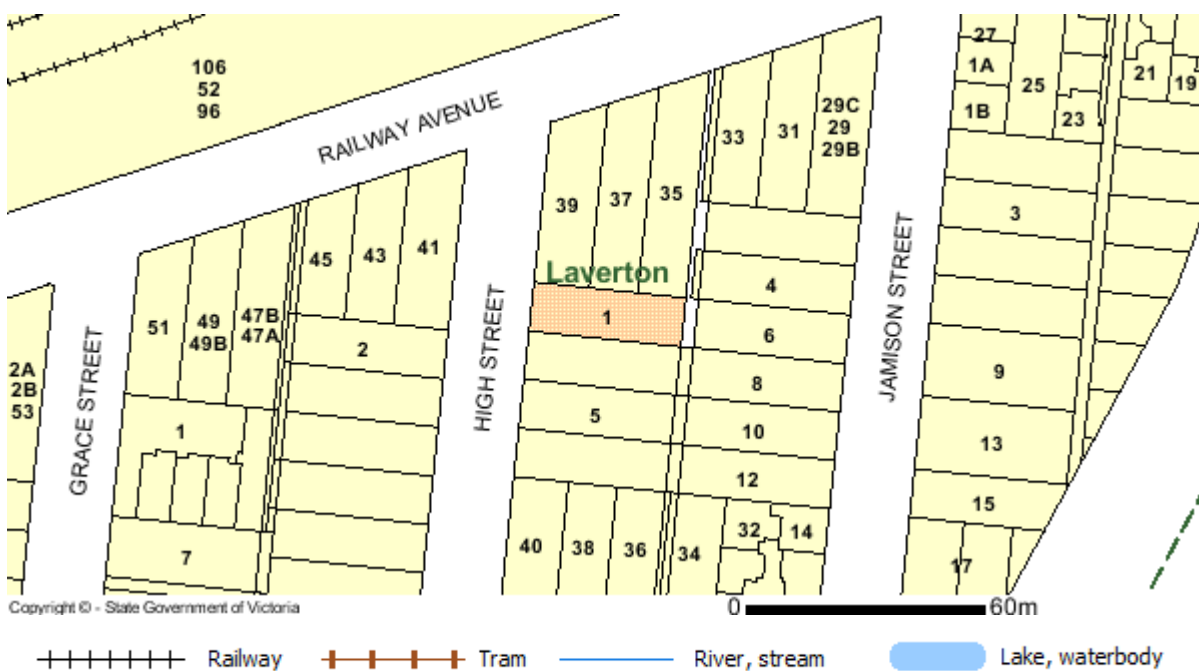 106
52
96
RAILWAY AVENUE
27
1A
1B
25
23
21
19
29C
29
29B
31
33
35
37
39
41
43
45
47B
47A
49
49B
51
2A
2B
53
Laverton
1
2
3
4
5
6
8
9
10
12
13
14
15
17
1
7
GRACE STREET
HIGH STREET
JAMISON STREET
40
38
36
34
32
Copyright © - State Government of Victoria
0 60m
Railway Tram River, stream Lake, waterbody